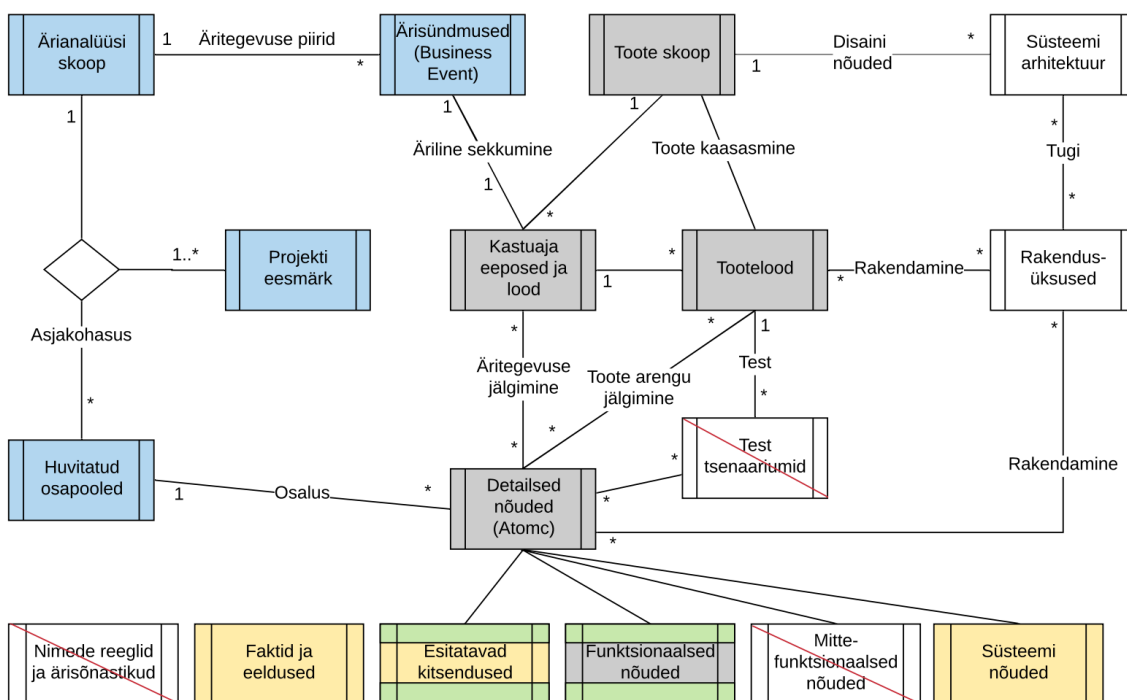 Ärianalüüsi
skoop
1
Äritegevuse piirid
*
Ärisündmused
(Business
Event)
Toote skoop
1
Disaini
nõuded
*
Süsteemi
arhitektuur
1
1
1
*
Äriline sekkumine
Toote kaasasmine
Tugi
1
*
*
1..*
Projekti
eesmärk
Kastuaja
eeposed ja
lood
1
*
Tootelood
*
Rakendamine
*
Rakendus-
üksused
Asjakohasus
*
*
1
*
Äritegevuse
jälgimine
Toote arengu
jälgimine
Test
*
*
*
*
Huvitatud
osapooled
1
Osalus
*
Detailsed
nõuded
(Atomc)
*
*
Test
tsenaariumid
Rakendamine
*
Nimede reeglid
ja ärisõnastikud
Faktid ja
eeldused
Esitatavad
kitsendused
Funktsionaalsed
nõuded
Mitte-
funktsionaalsed
nõuded
Süsteemi
nõuded